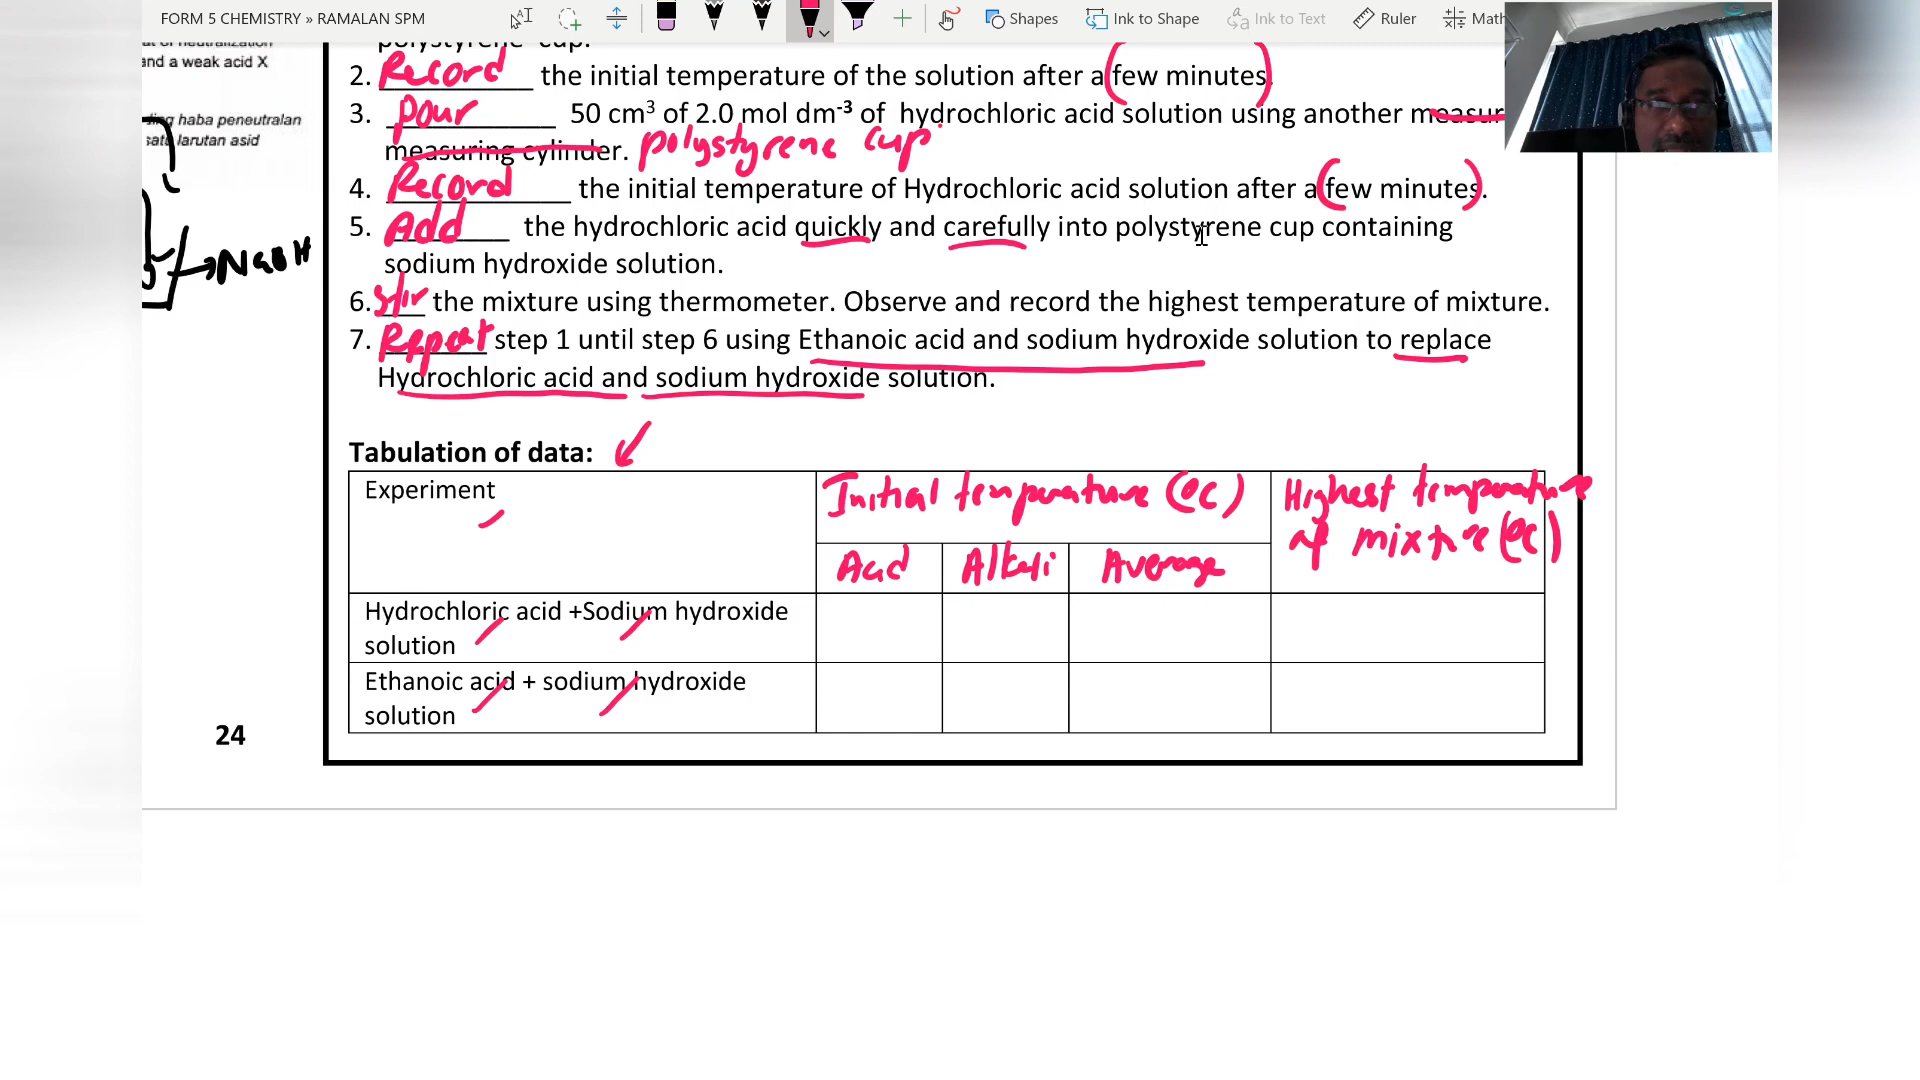 FORM 5 CHEMISTRY » RAMALAN SPM
Shapes Ink to Shape Ink to Text Ruler Math
polystyrene cup.
and a weak acid X
2. Record the initial temperature of the solution after a (few minutes).
3. pour 50 cm³ of 2.0 mol dm⁻³ of hydrochloric acid solution using another measur
haba peneutralan
larutan asid
measuring cylinder. polystyrene cup.
4. Record the initial temperature of Hydrochloric acid solution after a (few minutes).
5. Add the hydrochloric acid quickly and carefully into polystyrene cup containing
sodium hydroxide solution.
NaOH
6. Stir the mixture using thermometer. Observe and record the highest temperature of mixture.
7. Repeat step 1 until step 6 using Ethanoic acid and sodium hydroxide solution to replace
Hydrochloric acid and sodium hydroxide solution.
Tabulation of data:
Experiment
Initial temperature (°C)
Highest temperature
of mixture (°C)
Acid Alkali Average
Hydrochloric acid +Sodium hydroxide
solution
Ethanoic acid + sodium hydroxide
solution
24